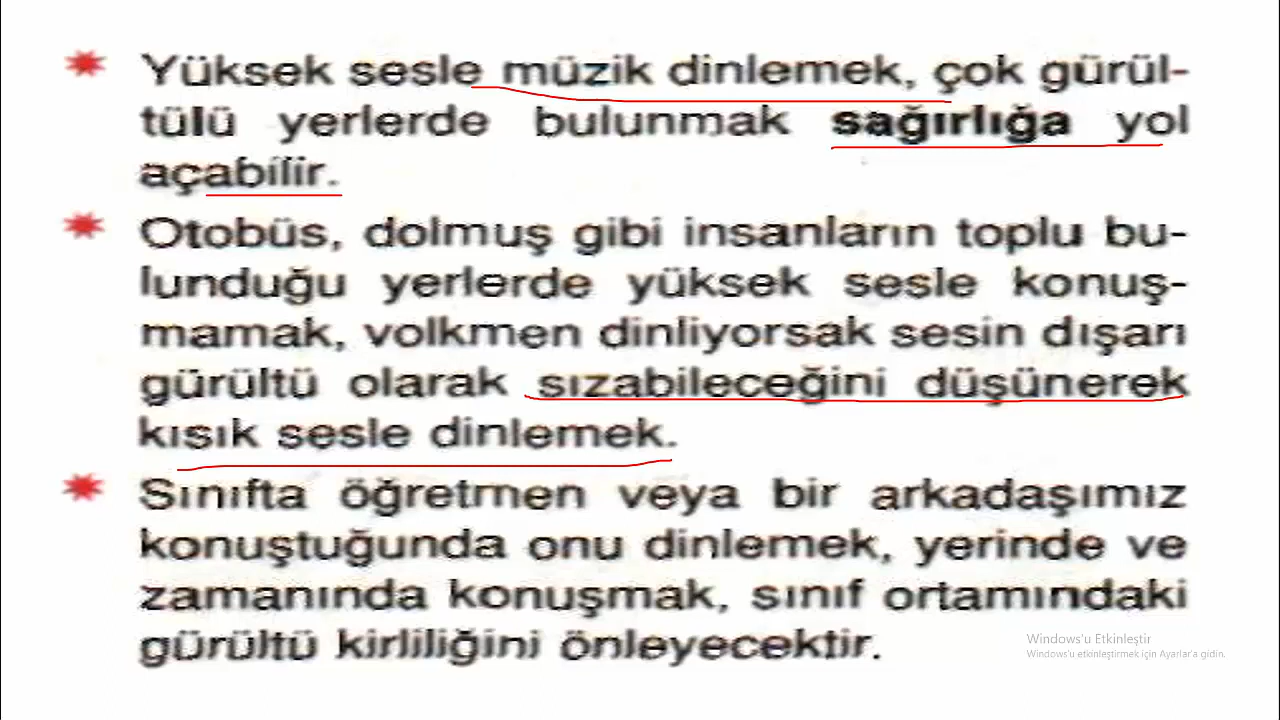 Yüksek sesle müzik dinlemek, çok gürül-
tülü yerlerde bulunmak sağırlığa yol
açabilir.
Otobüs, dolmuş gibi insanların toplu bu-
lunduğu yerlerde yüksek sesle konuş-
mamak, volkmen dinliyorsak sesin dışarı
gürültü olarak sızabileceğini düşünerek
kısık sesle dinlemek.
Sınıfta öğretmen veya bir arkadaşımız
konuştuğunda onu dinlemek, yerinde ve
zamanında konuşmak, sınıf ortamındaki
gürültü kirliliğini önleyecektir.
Windows'u Etkinleştir
Windows'u etkinleştirmek için Ayarlar'a gidin.